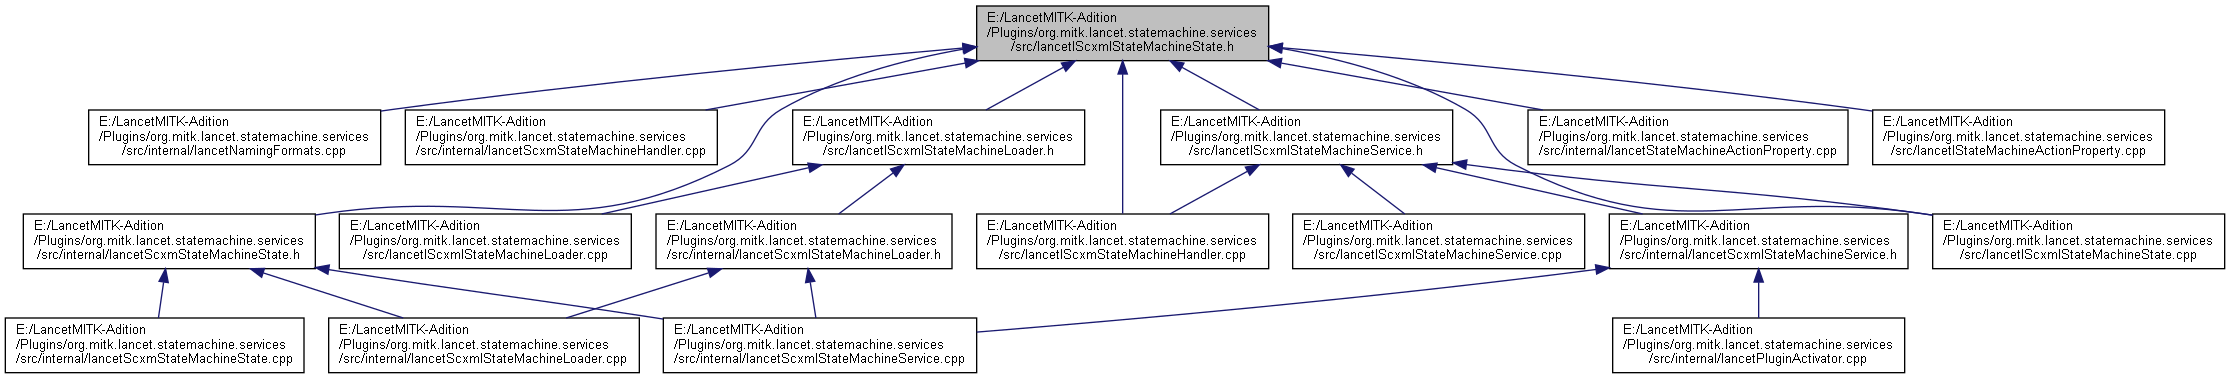 E:/LancetMITK-Adition
/Plugins/org.mitk.lancet.statemachine.services
/src/lancetIScxmlStateMachineState.h
E:/LancetMITK-Adition
/Plugins/org.mitk.lancet.statemachine.services
/src/internal/lancetNamingFormats.cpp
E:/LancetMITK-Adition
/Plugins/org.mitk.lancet.statemachine.services
/src/internal/lancetScxmStateMachineHandler.cpp
E:/LancetMITK-Adition
/Plugins/org.mitk.lancet.statemachine.services
/src/lancetIScxmlStateMachineLoader.h
E:/LancetMITK-Adition
/Plugins/org.mitk.lancet.statemachine.services
/src/lancetIScxmlStateMachineService.h
E:/LancetMITK-Adition
/Plugins/org.mitk.lancet.statemachine.services
/src/internal/lancetStateMachineActionProperty.cpp
E:/LancetMITK-Adition
/Plugins/org.mitk.lancet.statemachine.services
/src/lancetIStateMachineActionProperty.cpp
E:/LancetMITK-Adition
/Plugins/org.mitk.lancet.statemachine.services
/src/internal/lancetScxmStateMachineState.h
E:/LancetMITK-Adition
/Plugins/org.mitk.lancet.statemachine.services
/src/lancetIScxmlStateMachineLoader.cpp
E:/LancetMITK-Adition
/Plugins/org.mitk.lancet.statemachine.services
/src/internal/lancetScxmlStateMachineLoader.h
E:/LancetMITK-Adition
/Plugins/org.mitk.lancet.statemachine.services
/src/lancetIScxmStateMachineHandler.cpp
E:/LancetMITK-Adition
/Plugins/org.mitk.lancet.statemachine.services
/src/lancetIScxmlStateMachineService.cpp
E:/LancetMITK-Adition
/Plugins/org.mitk.lancet.statemachine.services
/src/internal/lancetScxmlStateMachineService.h
E:/LancetMITK-Adition
/Plugins/org.mitk.lancet.statemachine.services
/src/lancetIScxmlStateMachineState.cpp
E:/LancetMITK-Adition
/Plugins/org.mitk.lancet.statemachine.services
/src/internal/lancetScxmStateMachineState.cpp
E:/LancetMITK-Adition
/Plugins/org.mitk.lancet.statemachine.services
/src/internal/lancetScxmlStateMachineLoader.cpp
E:/LancetMITK-Adition
/Plugins/org.mitk.lancet.statemachine.services
/src/internal/lancetScxmlStateMachineService.cpp
E:/LancetMITK-Adition
/Plugins/org.mitk.lancet.statemachine.services
/src/internal/lancetPluginActivator.cpp